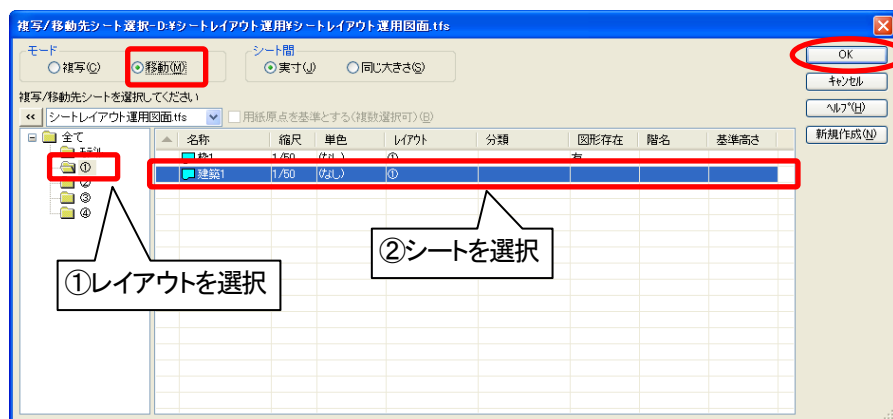 複写/移動先シート選択-D:¥シートレイアウト運用¥シートレイアウト運用図面.tfs
モード
複写(C) 移動(M)
シート間
実寸(J) 同じ大きさ(S)
OK
キャンセル
ヘルプ(H)
新規作成(N)
複写/移動先シートを選択してください
<< シートレイアウト運用図面.tfs 用紙原点を基準とする(複数選択可)(B)
全て
モデル
①
②
③
④
名称 縮尺 単色 レイアウト 分類 図形存在 階名 基準高さ
枠1 1/50 (なし) ① 有
建築1 1/50 (なし) ①
①レイアウトを選択
②シートを選択